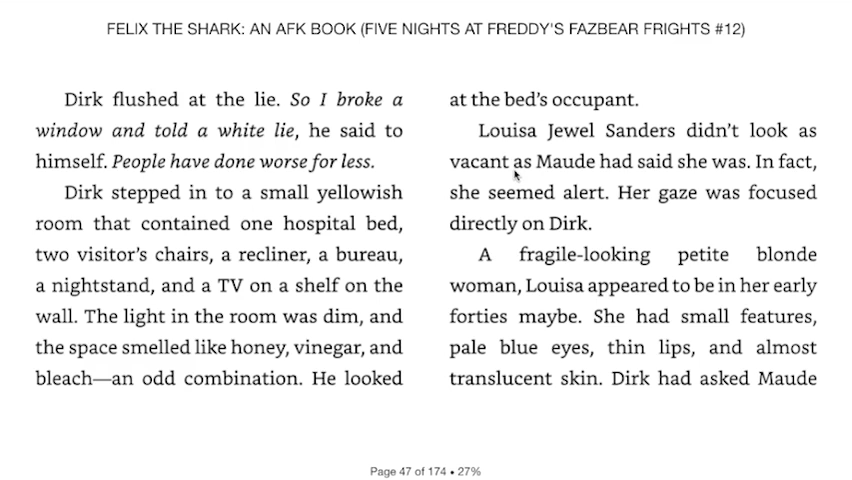 FELIX THE SHARK: AN AFK BOOK (FIVE NIGHTS AT FREDDY'S FAZBEAR FRIGHTS #12)
Dirk flushed at the lie. So I broke a
window and told a white lie, he said to
himself. People have done worse for less.
Dirk stepped in to a small yellowish
room that contained one hospital bed,
two visitor’s chairs, a recliner, a bureau,
a nightstand, and a TV on a shelf on the
wall. The light in the room was dim, and
the space smelled like honey, vinegar, and
bleach—an odd combination. He looked
at the bed’s occupant.
Louisa Jewel Sanders didn’t look as
vacant as Maude had said she was. In fact,
she seemed alert. Her gaze was focused
directly on Dirk.
A fragile-looking petite blonde
woman, Louisa appeared to be in her early
forties maybe. She had small features,
pale blue eyes, thin lips, and almost
translucent skin. Dirk had asked Maude
Page 47 of 174 • 27%